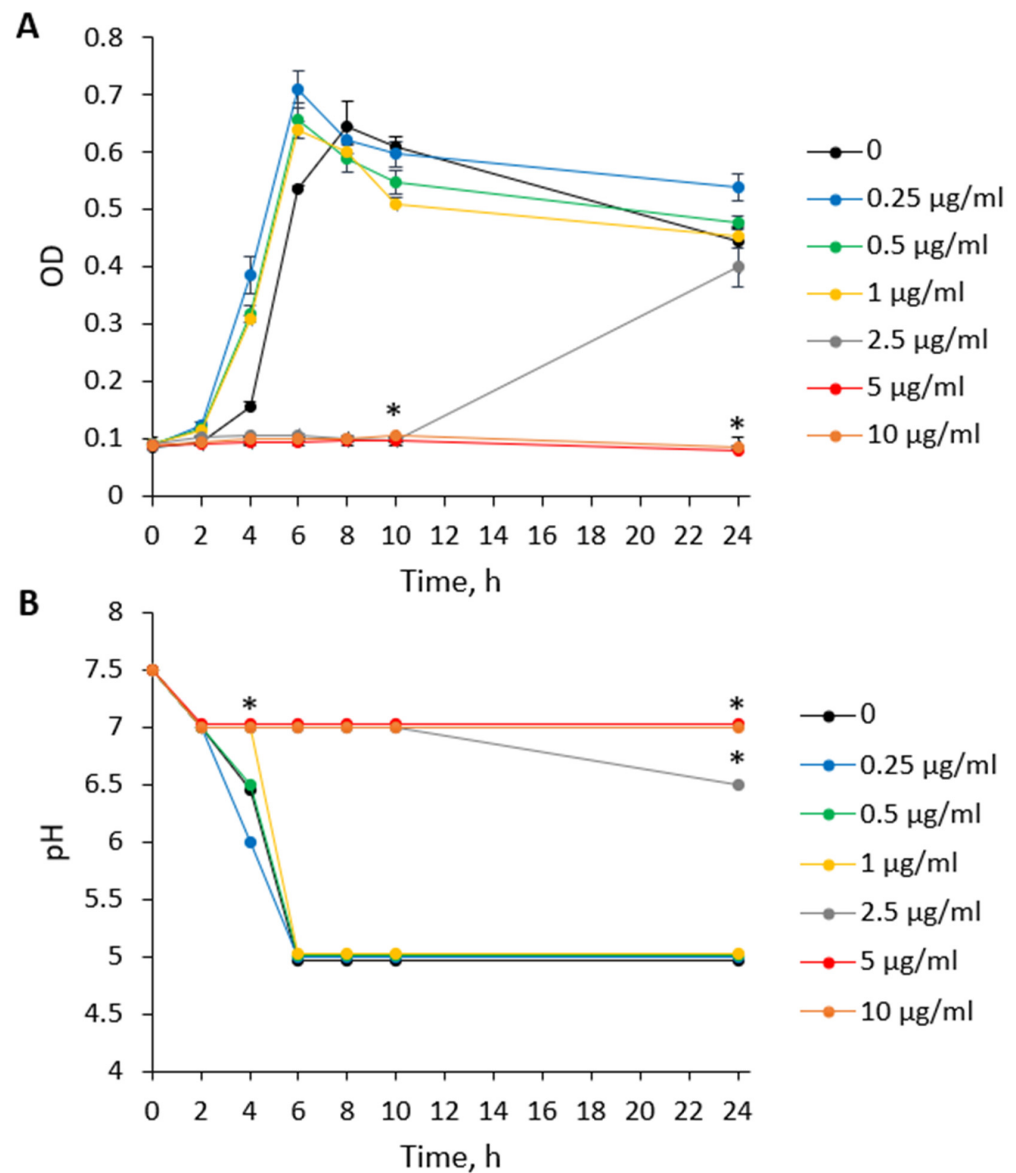 A
OD
0.8
0.7
0.6
0.5
0.4
0.3
0.2
0.1
0
*
*
0 2 4 6 8 10 12 14 16 18 20 22 24
Time, h
0
0.25 µg/ml
0.5 µg/ml
1 µg/ml
2.5 µg/ml
5 µg/ml
10 µg/ml
B
pH
8
7.5
7
6.5
6
5.5
5
4.5
4
*
*
*
0 2 4 6 8 10 12 14 16 18 20 22 24
Time, h
0
0.25 µg/ml
0.5 µg/ml
1 µg/ml
2.5 µg/ml
5 µg/ml
10 µg/ml